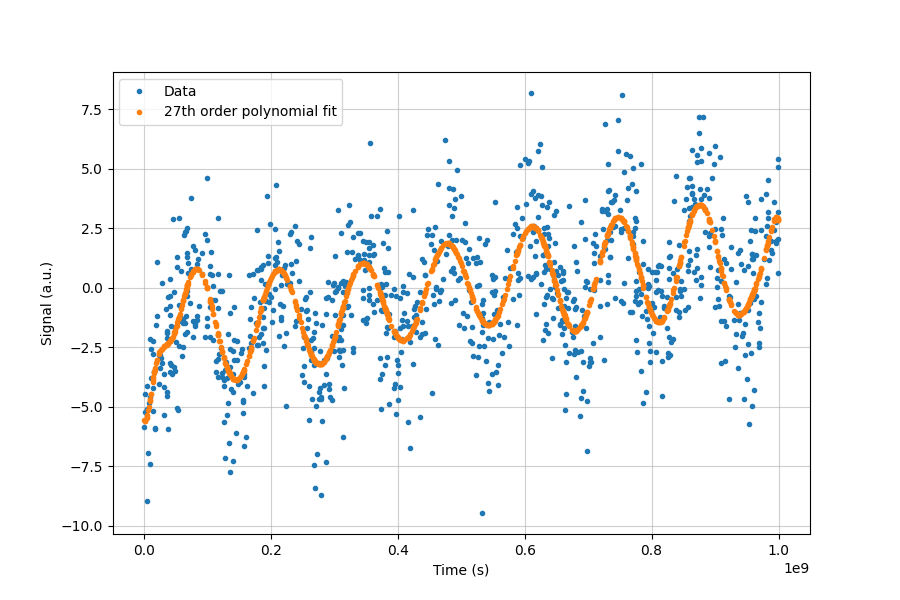 Data
27th order polynomial fit
7.5
5.0
2.5
0.0
−2.5
−5.0
−7.5
−10.0
Signal (a.u.)
0.0 0.2 0.4 0.6 0.8 1.0
1e9
Time (s)